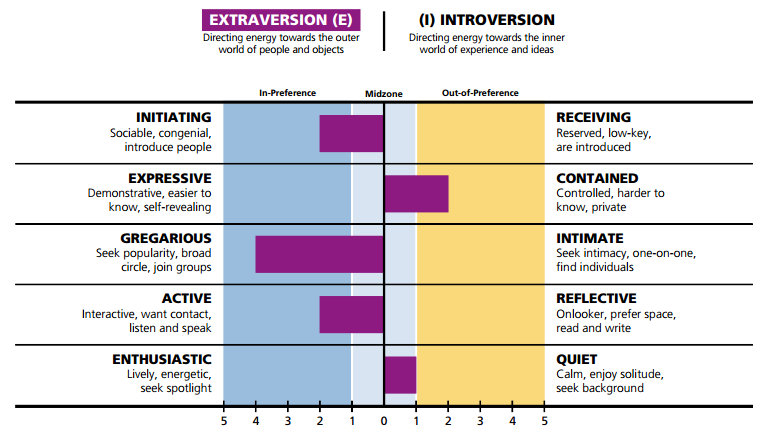 EXTRAVERSION (E)
Directing energy towards the outer
world of people and objects
(I) INTROVERSION
Directing energy towards the inner
world of experience and ideas
In-Preference
Midzone
Out-of-Preference
INITIATING
Sociable, congenial,
introduce people
RECEIVING
Reserved, low-key,
are introduced
EXPRESSIVE
Demonstrative, easier to
know, self-revealing
CONTAINED
Controlled, harder to
know, private
GREGARIOUS
Seek popularity, broad
circle, join groups
INTIMATE
Seek intimacy, one-on-one,
find individuals
ACTIVE
Interactive, want contact,
listen and speak
REFLECTIVE
Onlooker, prefer space,
read and write
ENTHUSIASTIC
Lively, energetic,
seek spotlight
QUIET
Calm, enjoy solitude,
seek background
5 4 3 2 1 0 1 2 3 4 5